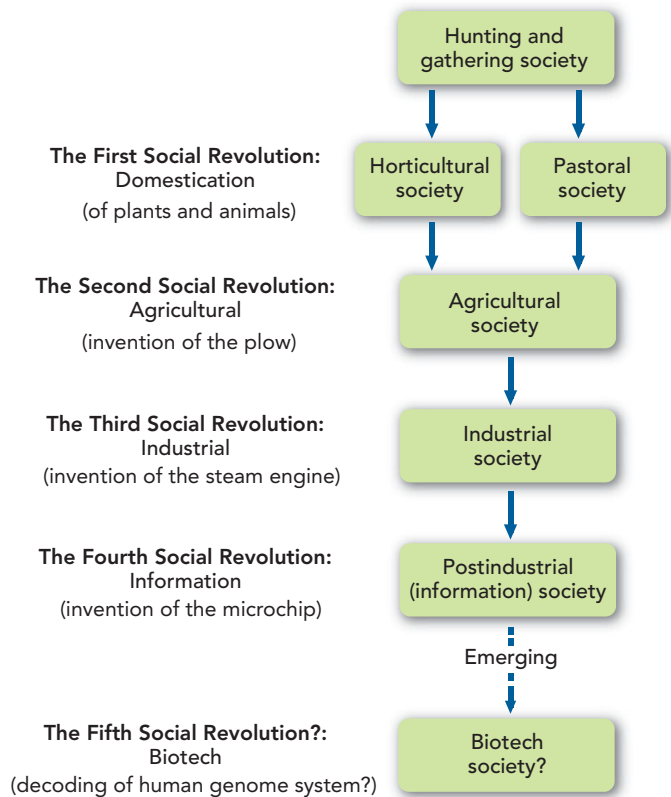 Hunting and
gathering society
The First Social Revolution:
Domestication
(of plants and animals)
Horticultural
society
Pastoral
society
The Second Social Revolution:
Agricultural
(invention of the plow)
Agricultural
society
The Third Social Revolution:
Industrial
(invention of the steam engine)
Industrial
society
The Fourth Social Revolution:
Information
(invention of the microchip)
Postindustrial
(information) society
Emerging
The Fifth Social Revolution?:
Biotech
(decoding of human genome system?)
Biotech
society?